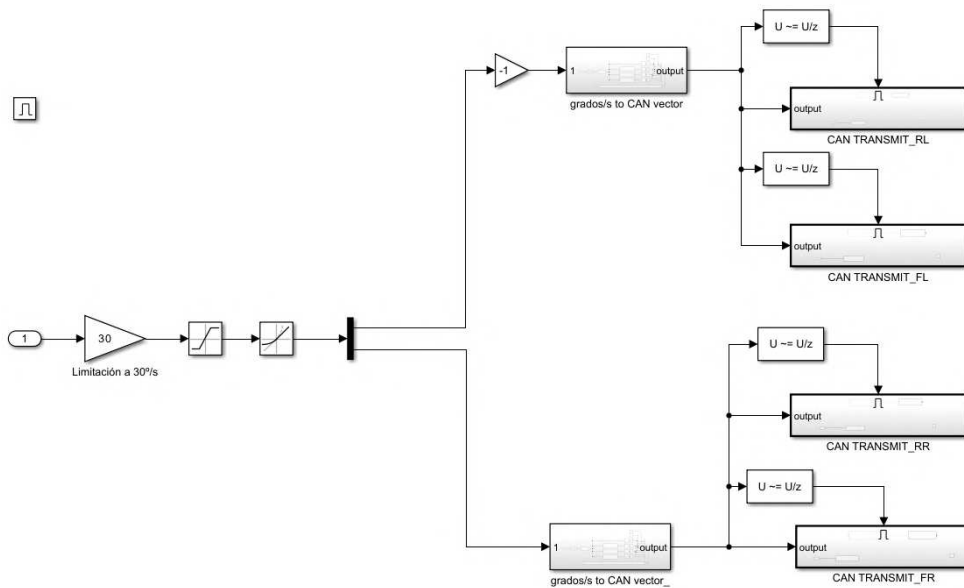 -1
1
output
grados/s to CAN vector
U ~= U/z
output
CAN TRANSMIT_RL
U ~= U/z
output
CAN TRANSMIT_FL
1
30
Limitación a 30º/s
U ~= U/z
output
CAN TRANSMIT_RR
U ~= U/z
1
output
grados/s to CAN vector_
output
CAN TRANSMIT_FR